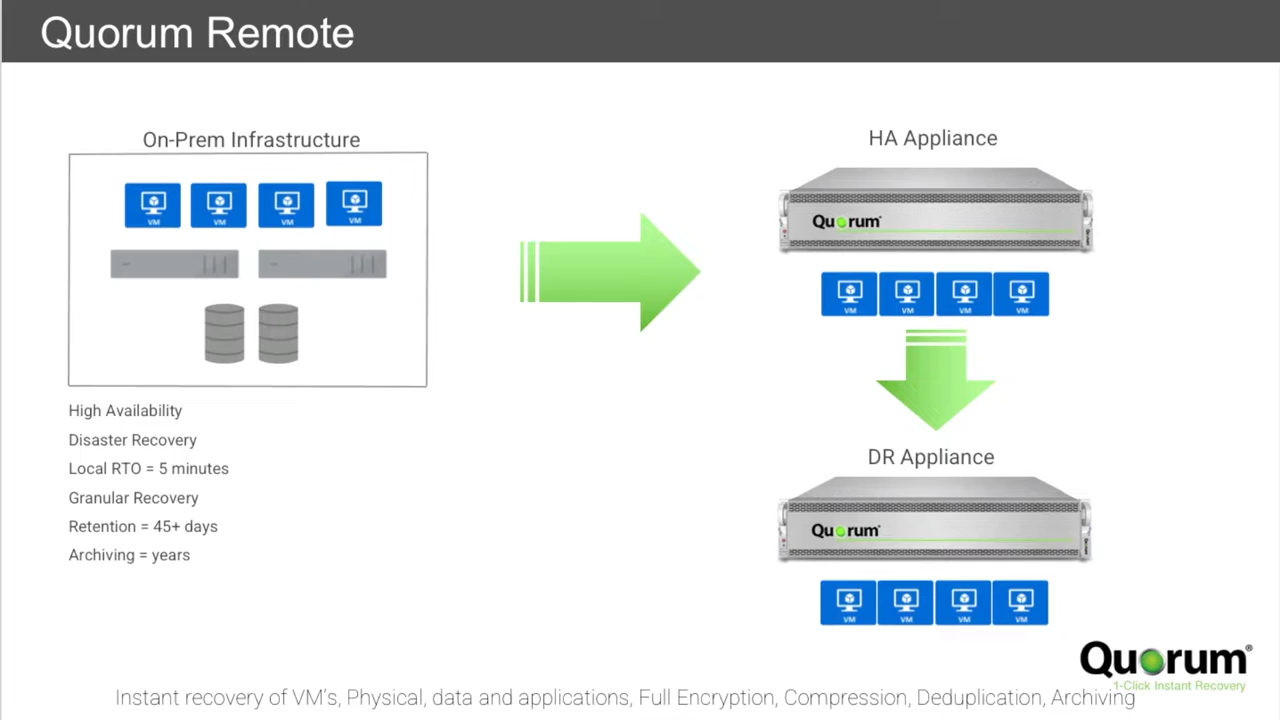 Quorum Remote
On-Prem Infrastructure
VM VM VM VM
High Availability
Disaster Recovery
Local RTO = 5 minutes
Granular Recovery
Retention = 45+ days
Archiving = years
HA Appliance
Quorum
VM VM VM VM
DR Appliance
Quorum
VM VM VM VM
Quorum®
1-Click Instant Recovery
Instant recovery of VM's, Physical, data and applications, Full Encryption, Compression, Deduplication, Archiving